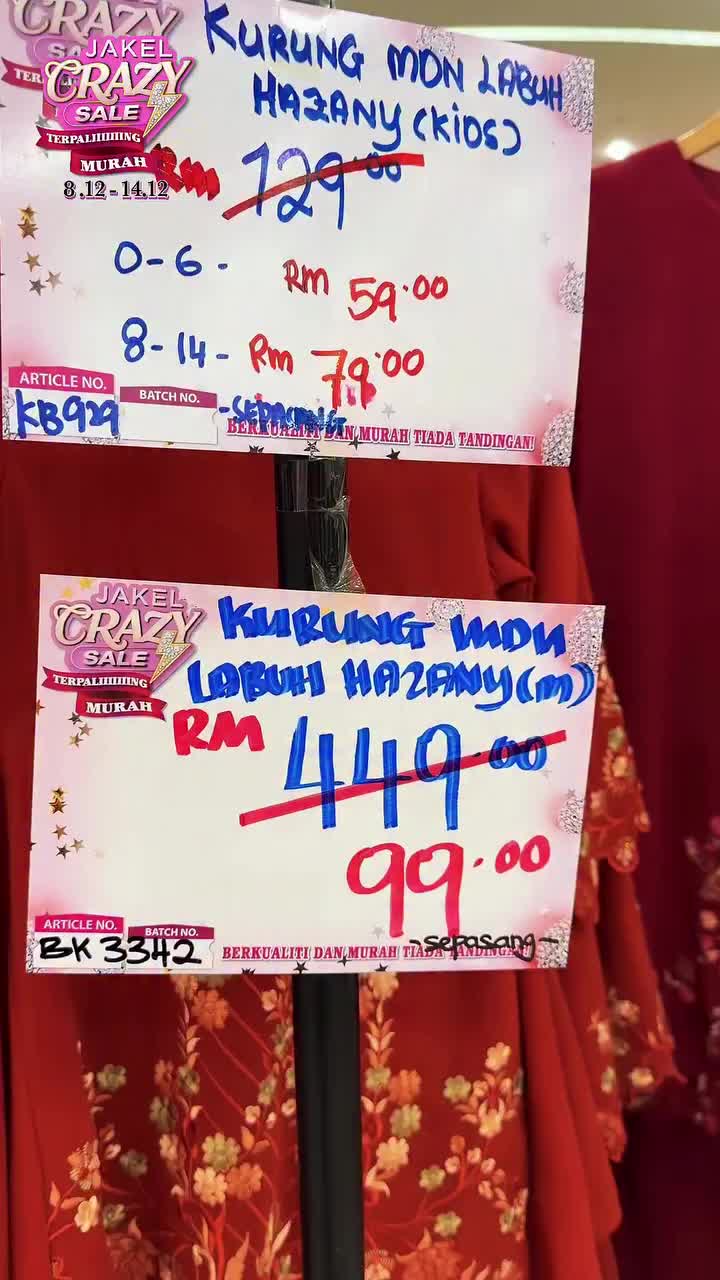 JAKEL
CRAZY
SALE
TERPALIIIIIIING
MURAH
8.12 - 14.12
KURUNG MDN LABUH
HAZANY (KIDS)
RM 129.00
0-6- RM 59.00
8-14- RM 79.00
ARTICLE NO.
BATCH NO.
KB929
-SEPASANG
BERKUALITI DAN MURAH TIADA TANDINGAN!
JAKEL
CRAZY
SALE
TERPALIIIIIIING
MURAH
KURUNG MDN
LABUH HAZANY (M)
RM 449.00
99.00
ARTICLE NO.
BATCH NO.
BK 3342
-sepasang-
BERKUALITI DAN MURAH TIADA TANDINGAN!